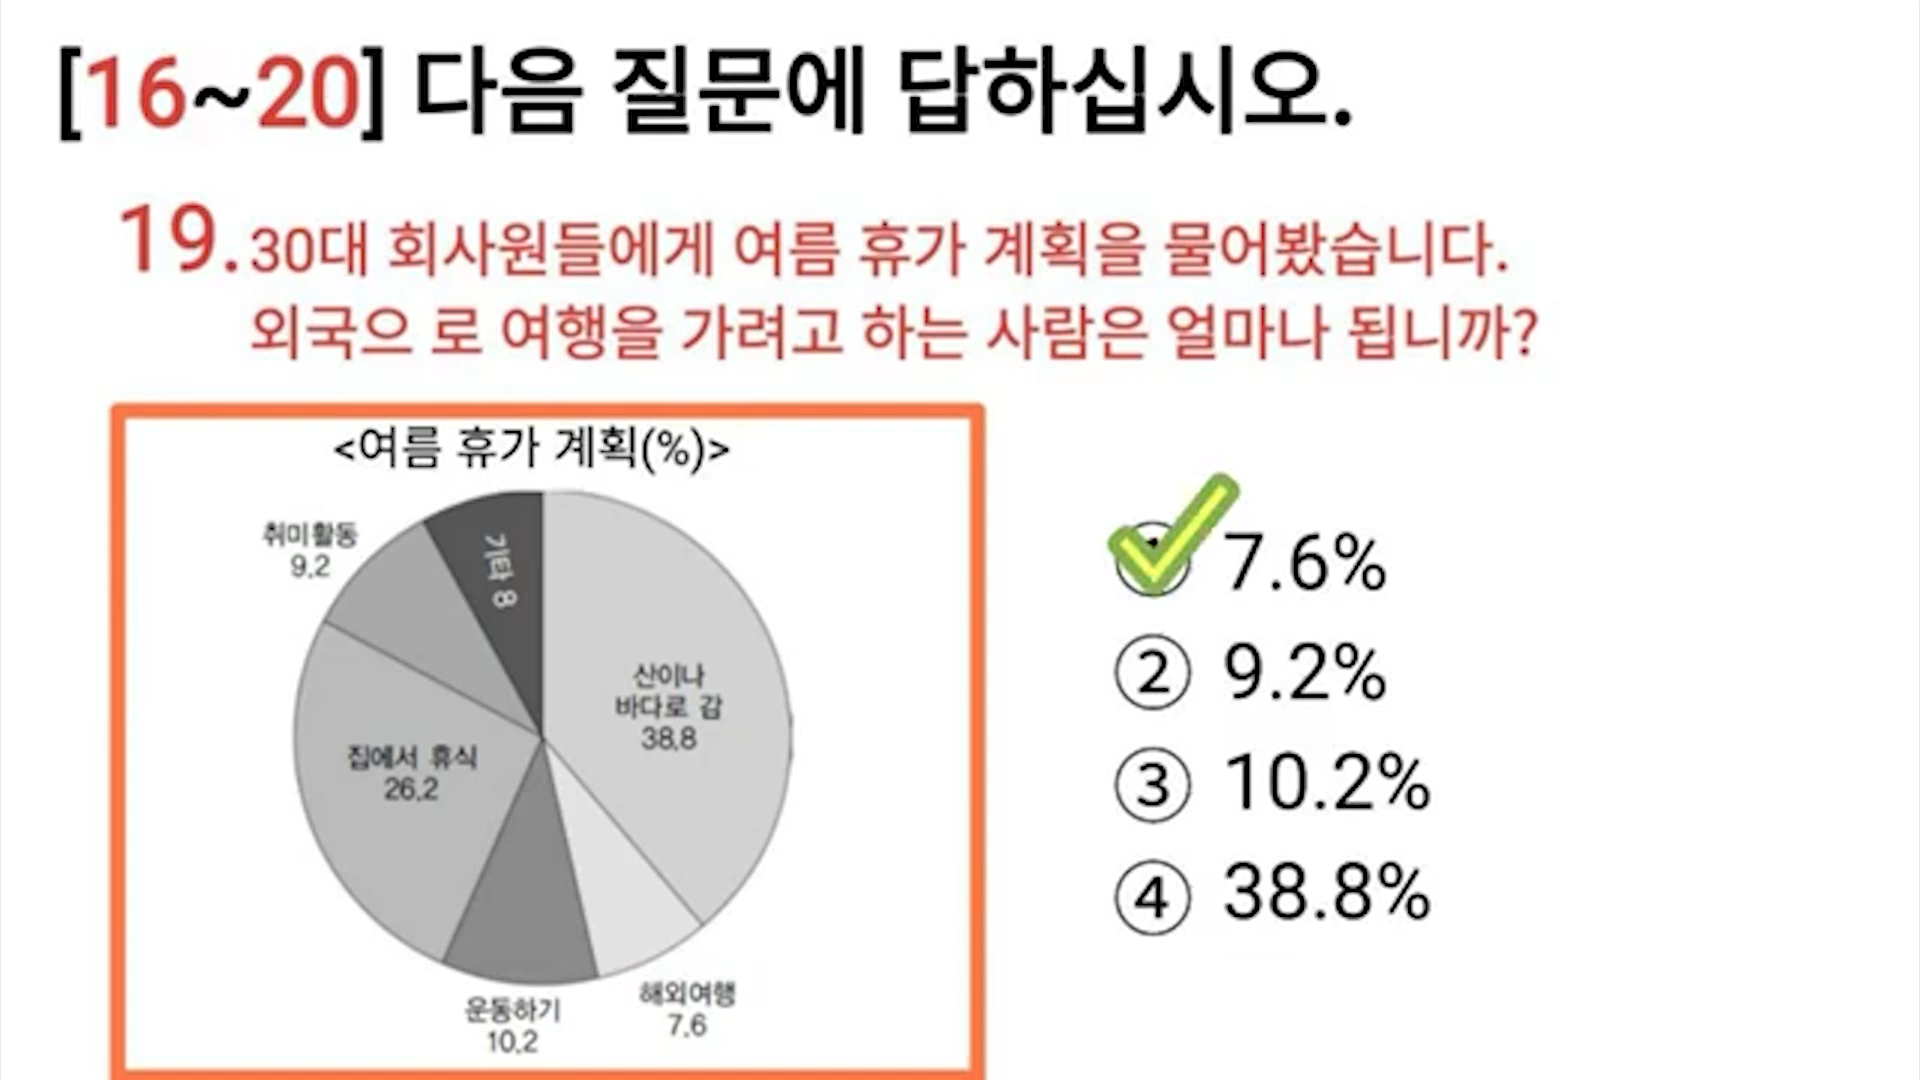 [16~20] 다음 질문에 답하십시오.
19. 30대 회사원들에게 여름 휴가 계획을 물어봤습니다.
외국으 로 여행을 가려고 하는 사람은 얼마나 됩니까?
<여름 휴가 계획(%)>
취미활동
9.2
기타 8
산이나
바다로 감
38.8
집에서 휴식
26.2
운동하기
10.2
해외여행
7.6
7.6%
② 9.2%
③ 10.2%
④ 38.8%